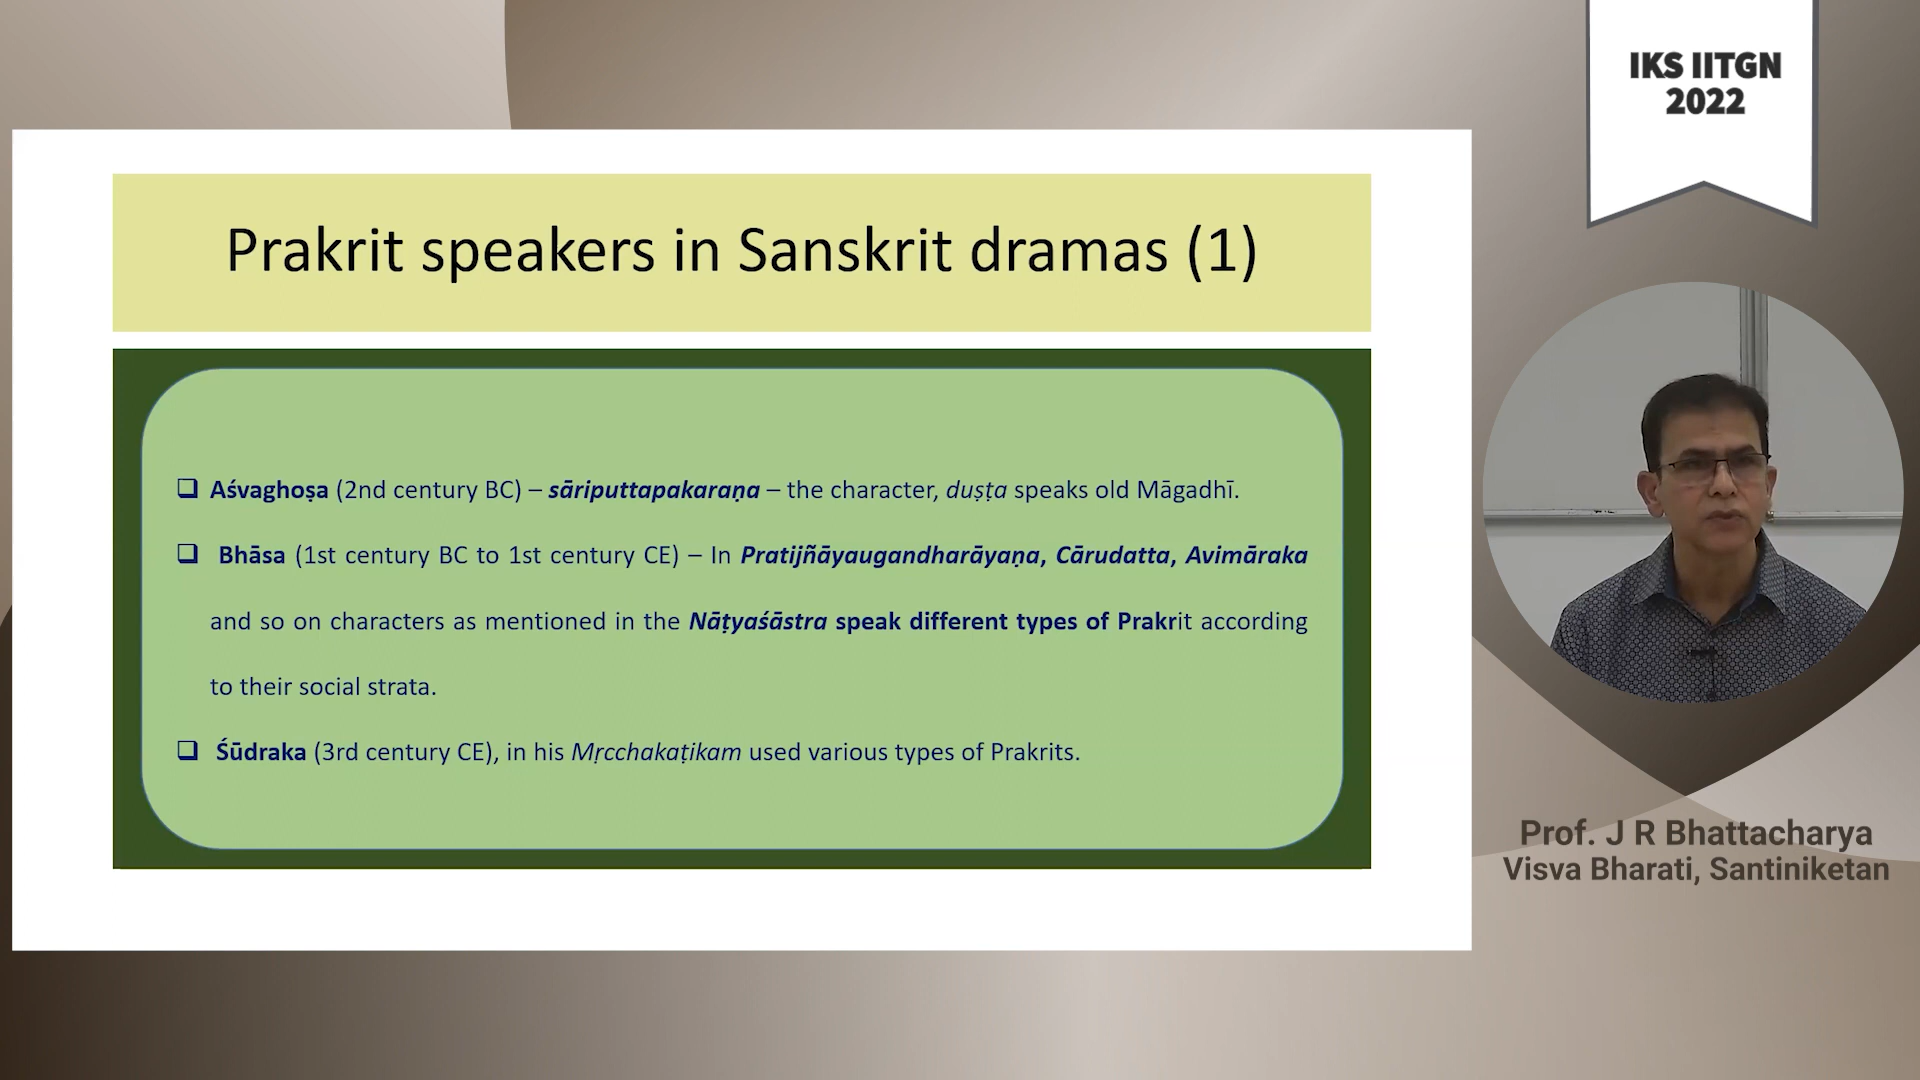 IKS IITGN
2022
Prakrit speakers in Sanskrit dramas (1)
❑ Aśvaghoṣa (2nd century BC) – sāriputtapakaraṇa – the character, duṣṭa speaks old Māgadhī.
❑ Bhāsa (1st century BC to 1st century CE) – In Pratijñāyaugandharāyaṇa, Cārudatta, Avimāraka
and so on characters as mentioned in the Nāṭyaśāstra speak different types of Prakrit according
to their social strata.
❑ Śūdraka (3rd century CE), in his Mṛcchakaṭikam used various types of Prakrits.
Prof. J R Bhattacharya
Visva Bharati, Santiniketan